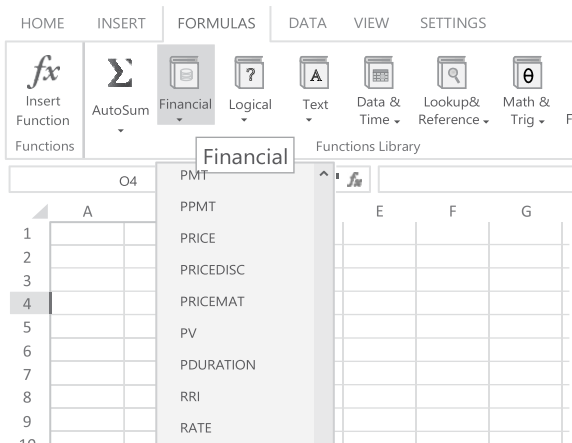 HOME INSERT FORMULAS DATA VIEW SETTINGS
fx
Insert
Function
Σ
AutoSum
Financial
?
Logical
A
Text
Data &
Time
Lookup&
Reference
θ
Math &
Trig
F
Functions
Functions Library
Financial
O4
fx
PMT
PPMT
PRICE
PRICEDISC
PRICEMAT
PV
PDURATION
RRI
RATE
A E F G
1
2
3
4
5
6
7
8
9
10